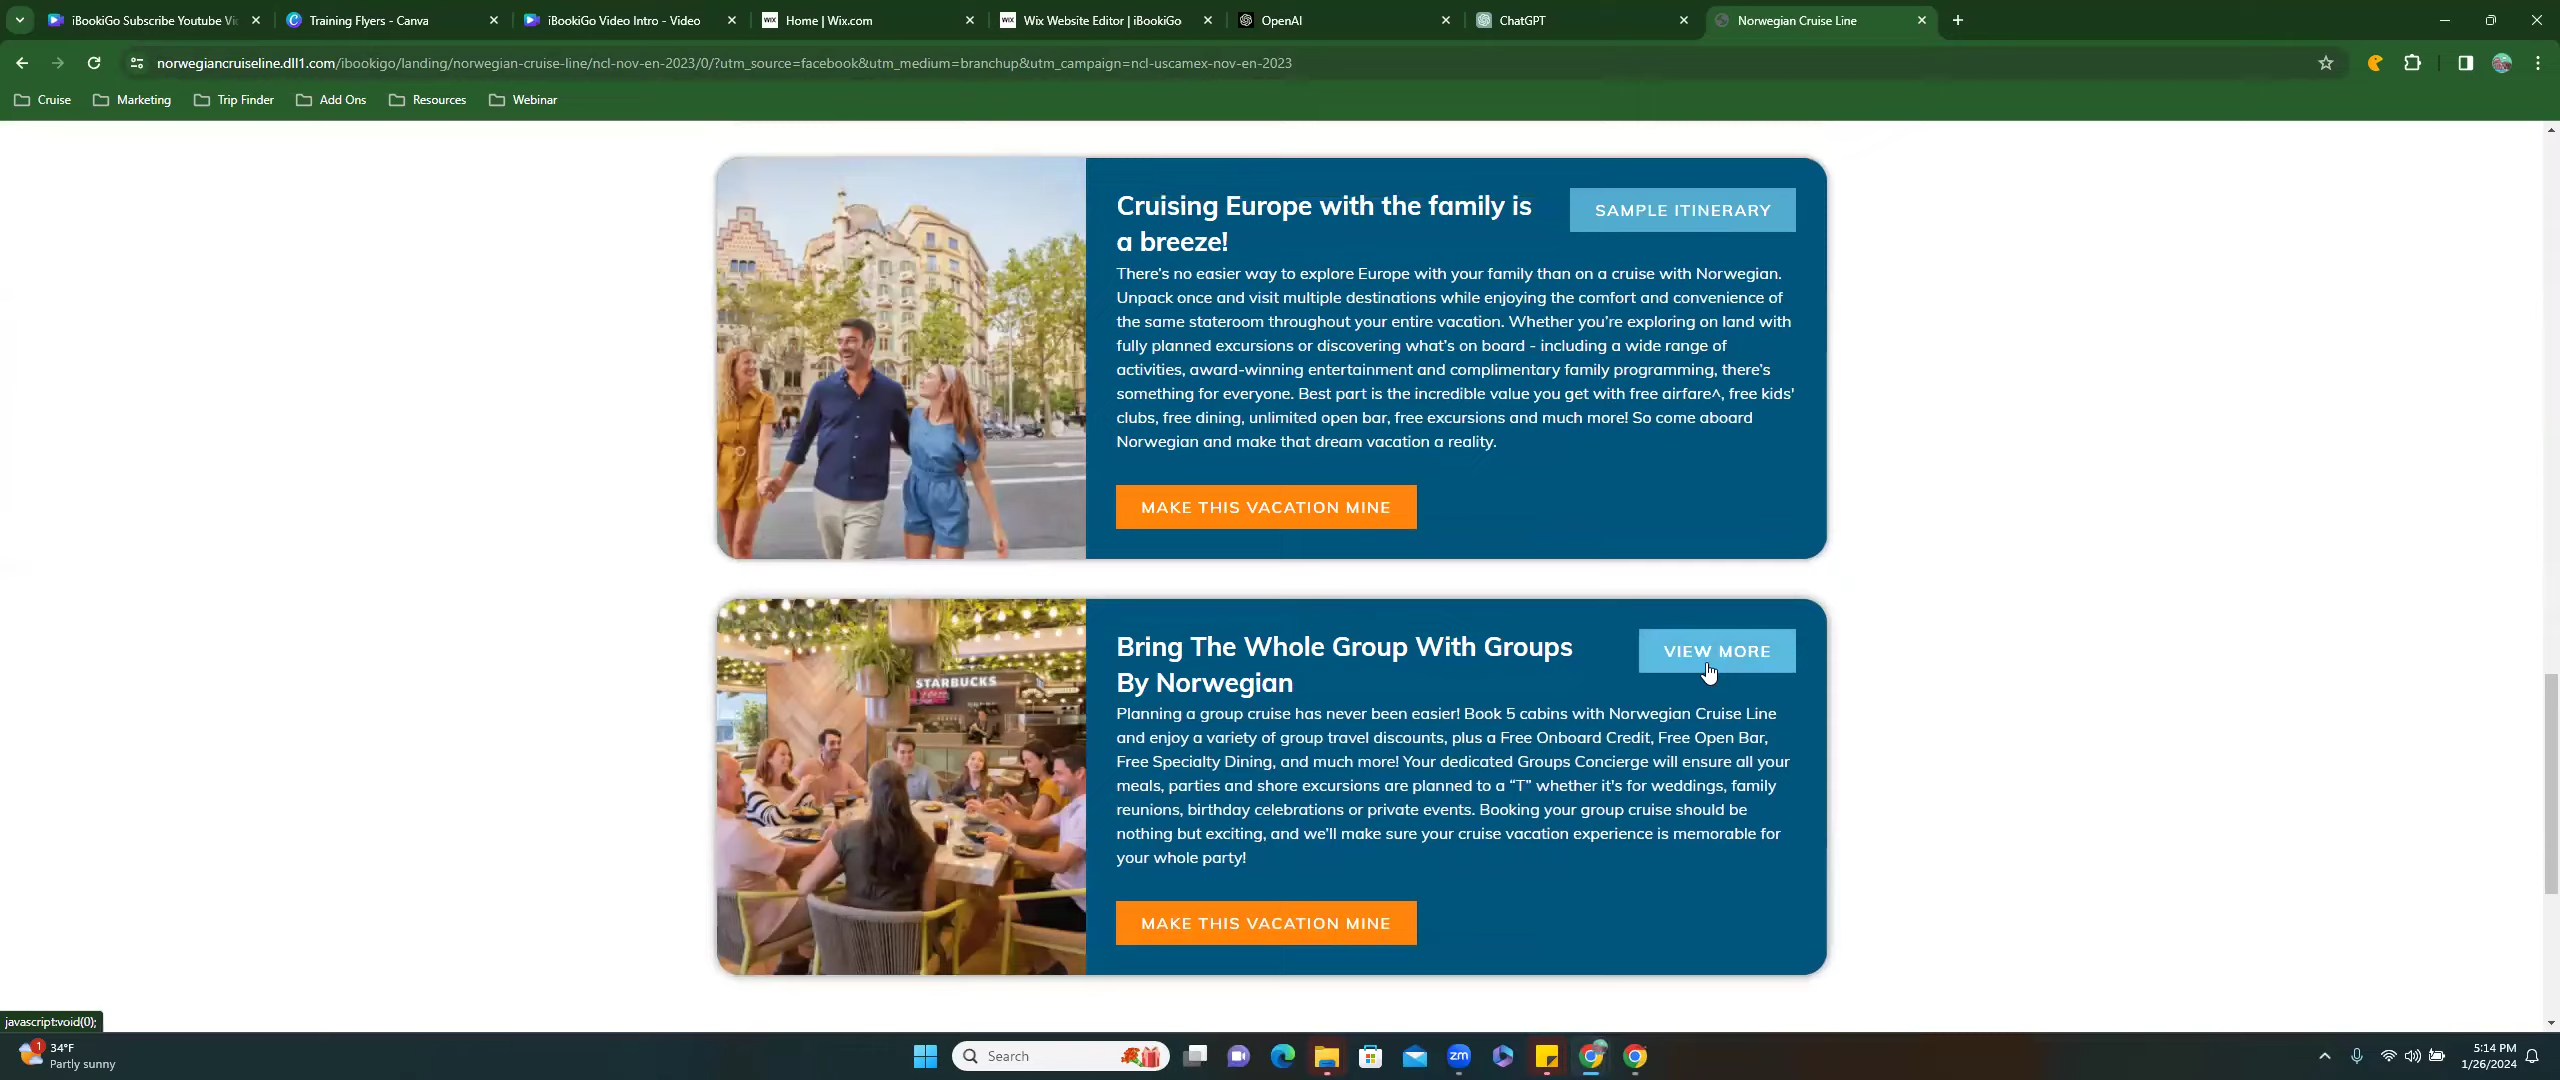 iBookiGo Subscribe Youtube Vi
Training Flyers - Canva
iBookiGo Video Intro - Video
WIX Home | Wix.com
WIX Wix Website Editor | iBookiGo
OpenAI
ChatGPT
Norwegian Cruise Line
norwegiancruiseline.dll1.com/ibookigo/landing/norwegian-cruise-line/ncl-nov-en-2023/0/?utm_source=facebook&utm_medium=branchup&utm_campaign=ncl-uscamex-nov-en-2023
Cruise
Marketing
Trip Finder
Add Ons
Resources
Webinar
Cruising Europe with the family is
a breeze!
SAMPLE ITINERARY
There's no easier way to explore Europe with your family than on a cruise with Norwegian.
Unpack once and visit multiple destinations while enjoying the comfort and convenience of
the same stateroom throughout your entire vacation. Whether you're exploring on land with
fully planned excursions or discovering what's on board - including a wide range of
activities, award-winning entertainment and complimentary family programming, there's
something for everyone. Best part is the incredible value you get with free airfare^, free kids'
clubs, free dining, unlimited open bar, free excursions and much more! So come aboard
Norwegian and make that dream vacation a reality.
MAKE THIS VACATION MINE
STARBUCKS
Bring The Whole Group With Groups
By Norwegian
VIEW MORE
Planning a group cruise has never been easier! Book 5 cabins with Norwegian Cruise Line
and enjoy a variety of group travel discounts, plus a Free Onboard Credit, Free Open Bar,
Free Specialty Dining, and much more! Your dedicated Groups Concierge will ensure all your
meals, parties and shore excursions are planned to a “T” whether it's for weddings, family
reunions, birthday celebrations or private events. Booking your group cruise should be
nothing but exciting, and we'll make sure your cruise vacation experience is memorable for
your whole party!
MAKE THIS VACATION MINE
javascript:void(0);
1
34°F
Partly sunny
Search
zm
5:14 PM
1/26/2024